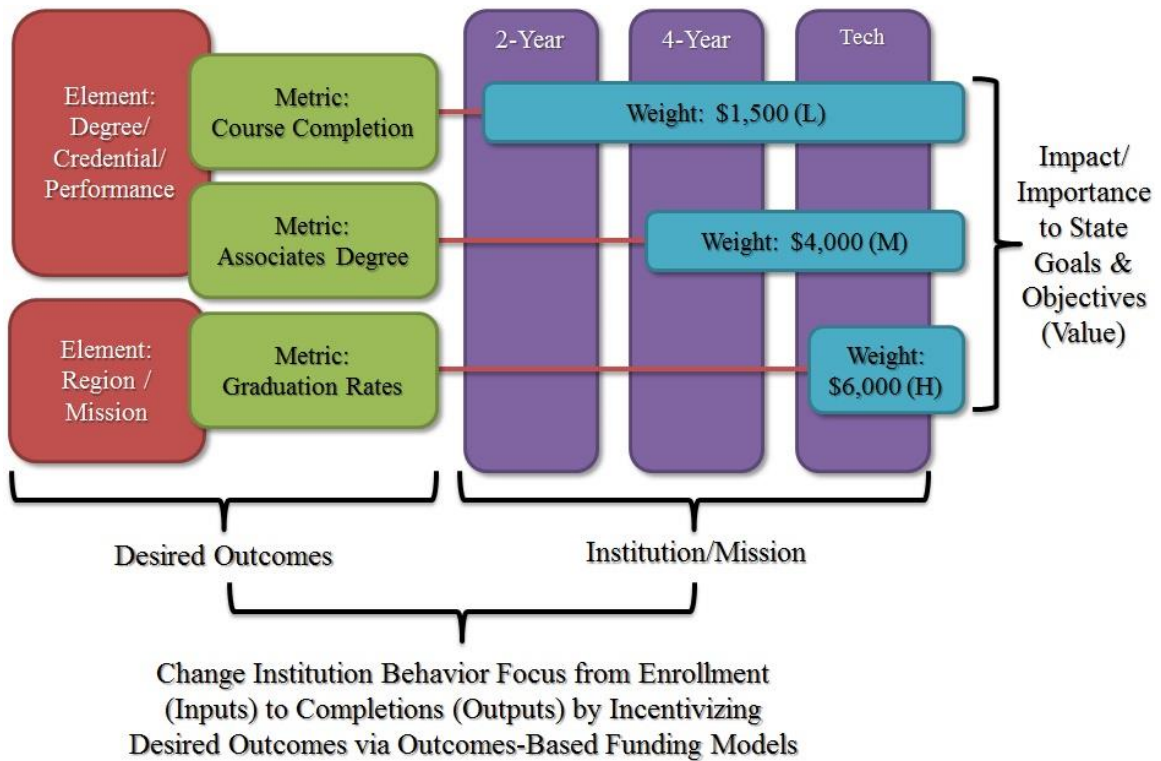 2-Year
4-Year
Tech
Element:
Degree/
Credential/
Performance
Metric:
Course Completion
Weight: $1,500 (L)
Metric:
Associates Degree
Weight: $4,000 (M)
Element:
Region /
Mission
Metric:
Graduation Rates
Weight:
$6,000 (H)
Impact/
Importance
to State
Goals &
Objectives
(Value)
Desired Outcomes
Institution/Mission
Change Institution Behavior Focus from Enrollment
(Inputs) to Completions (Outputs) by Incentivizing
Desired Outcomes via Outcomes-Based Funding Models